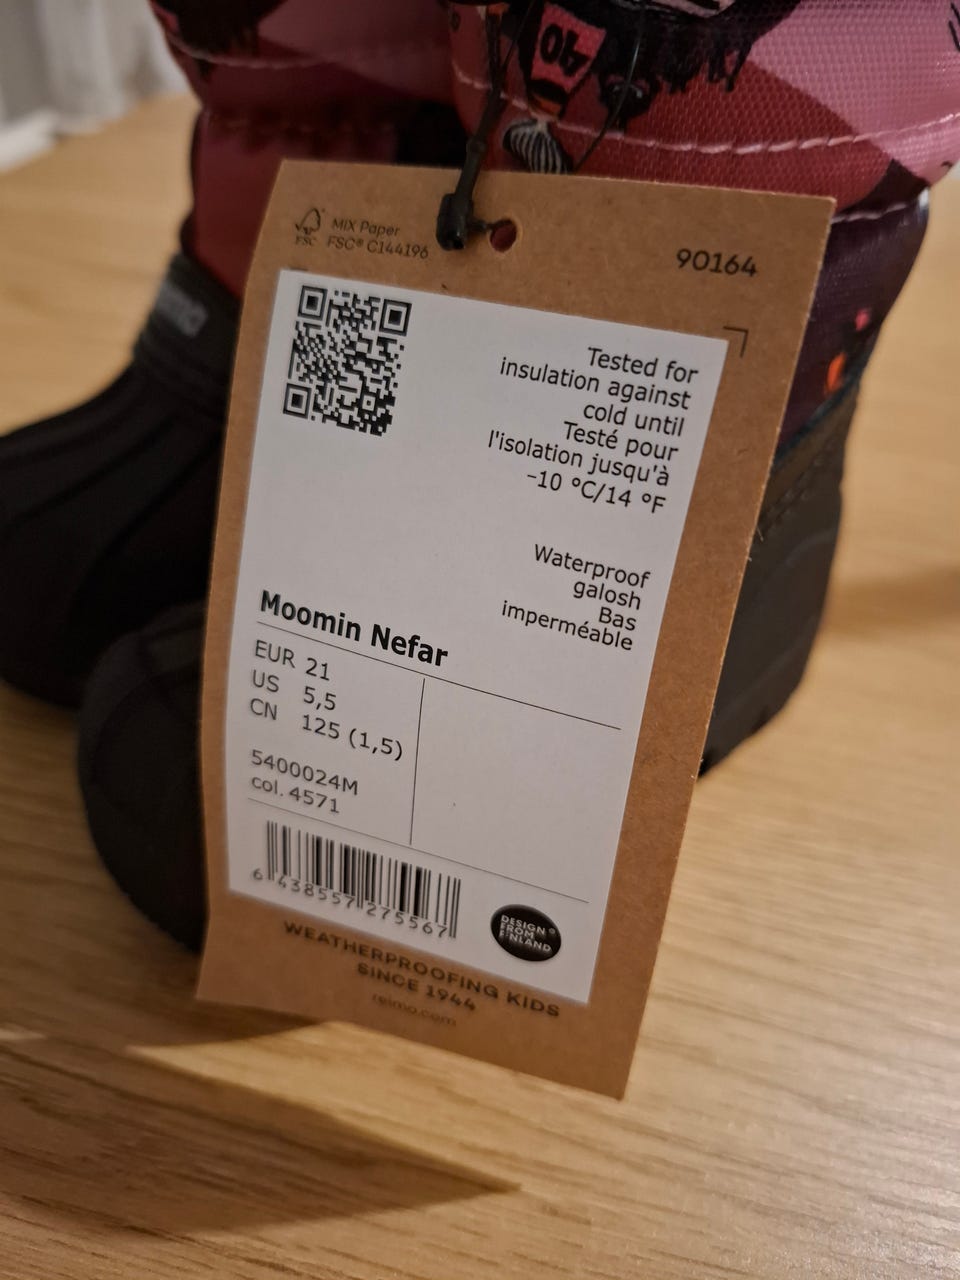 40
MIX Paper
FSC® C144196
FSC
90164
Tested for
insulation against
cold until
Testé pour
l'isolation jusqu'à
-10 °C/14 °F
Waterproof
galosh
Bas
imperméable
Moomin Nefar
EUR 21
US 5,5
CN 125 (1,5)
5400024M
col. 4571
6 438557 275567
DESIGN
FROM
FINLAND
WEATHERPROOFING KIDS
SINCE 1944
reima.com